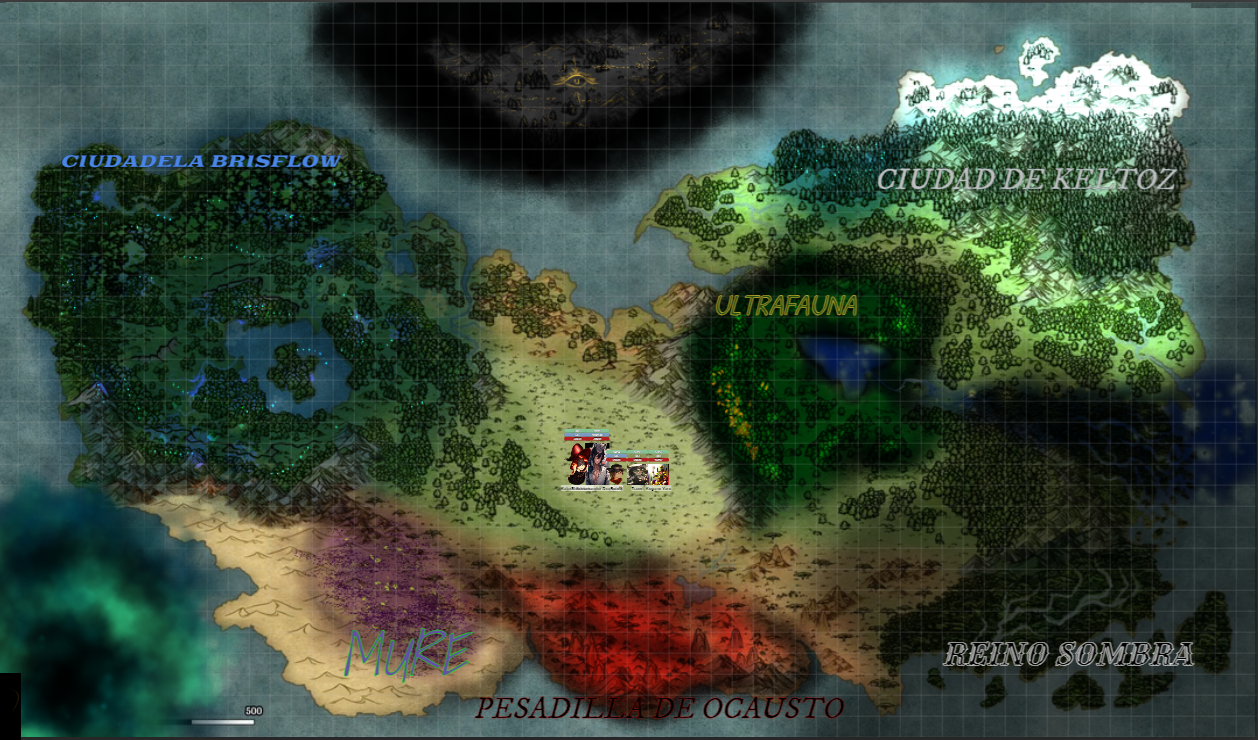 CIUDADELA BRISFLOW
CIUDAD DE KELTOZ
ULTRAFAUNA
MURE
REINO SOMBRA
PESADILLA DE OCAUSTO
500